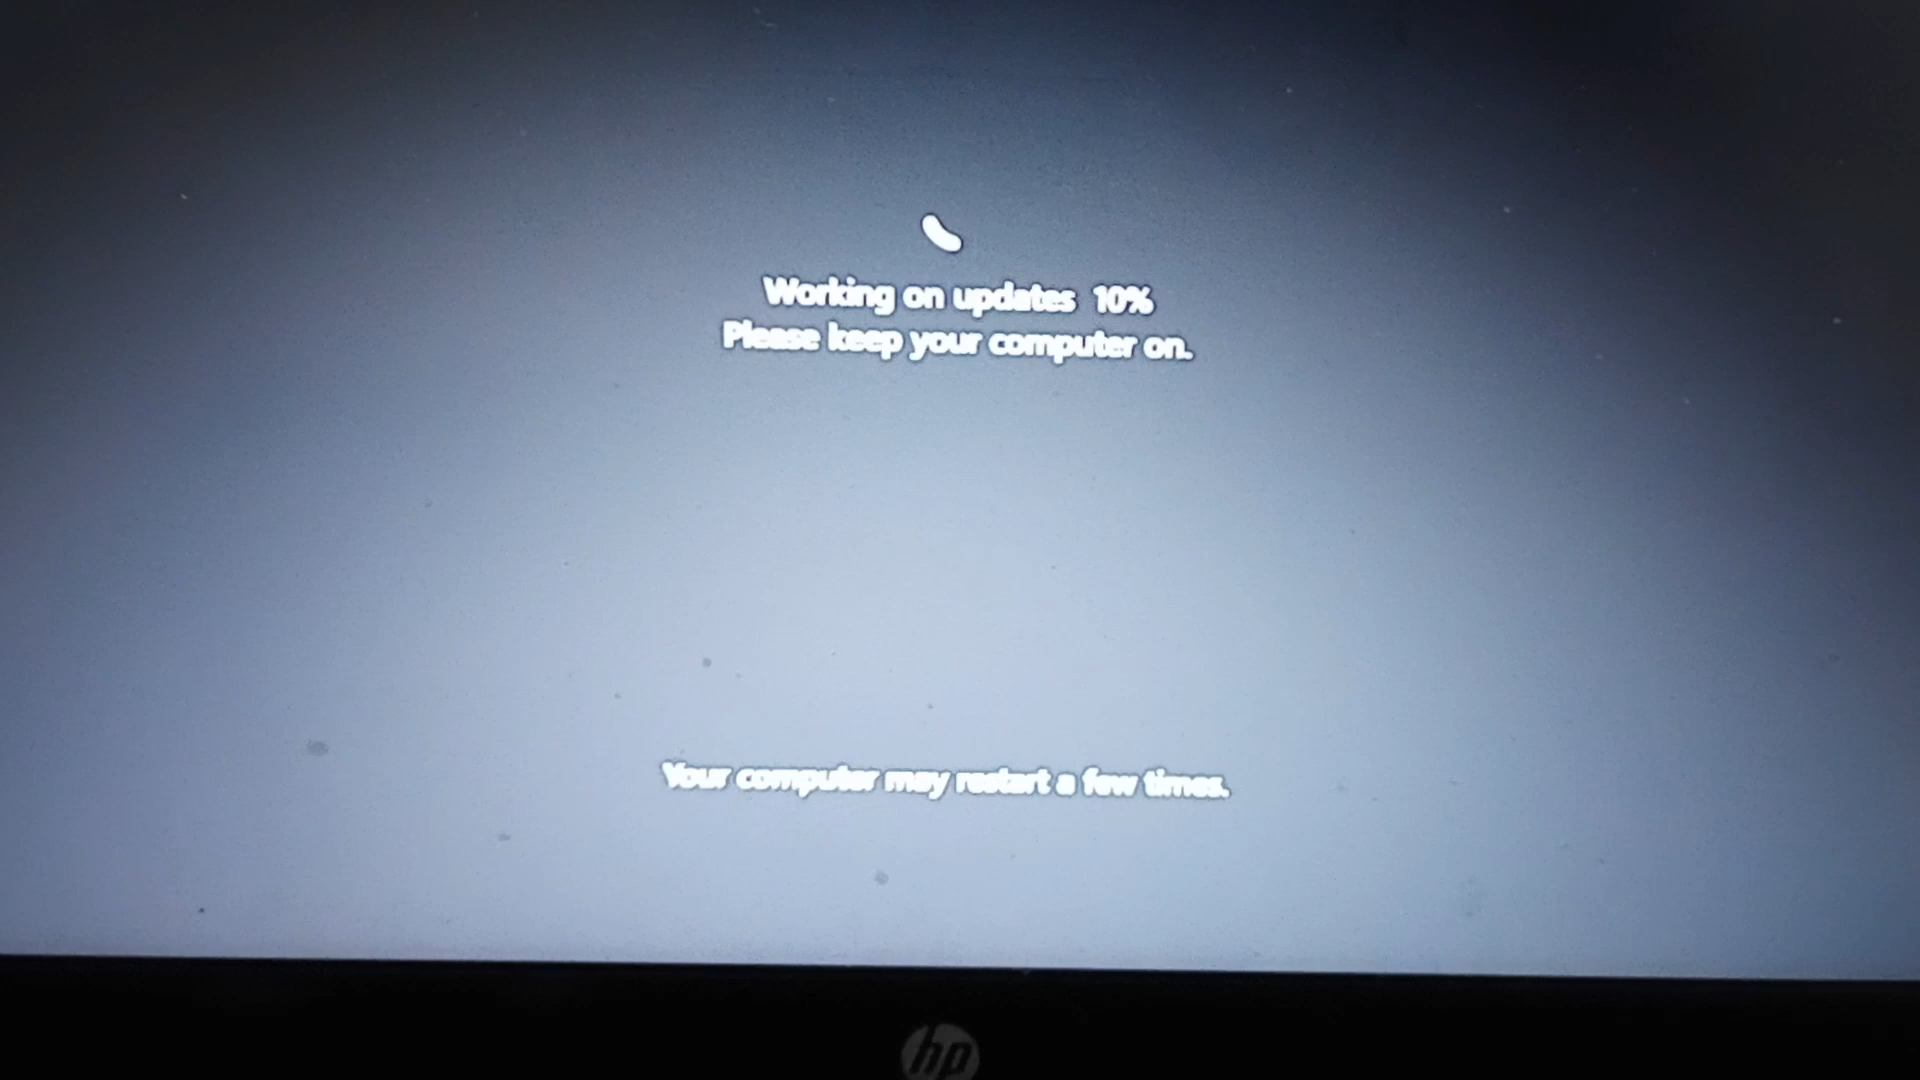 Working on updates 10%
Please keep your computer on.
Your computer may restart a few times.
hp